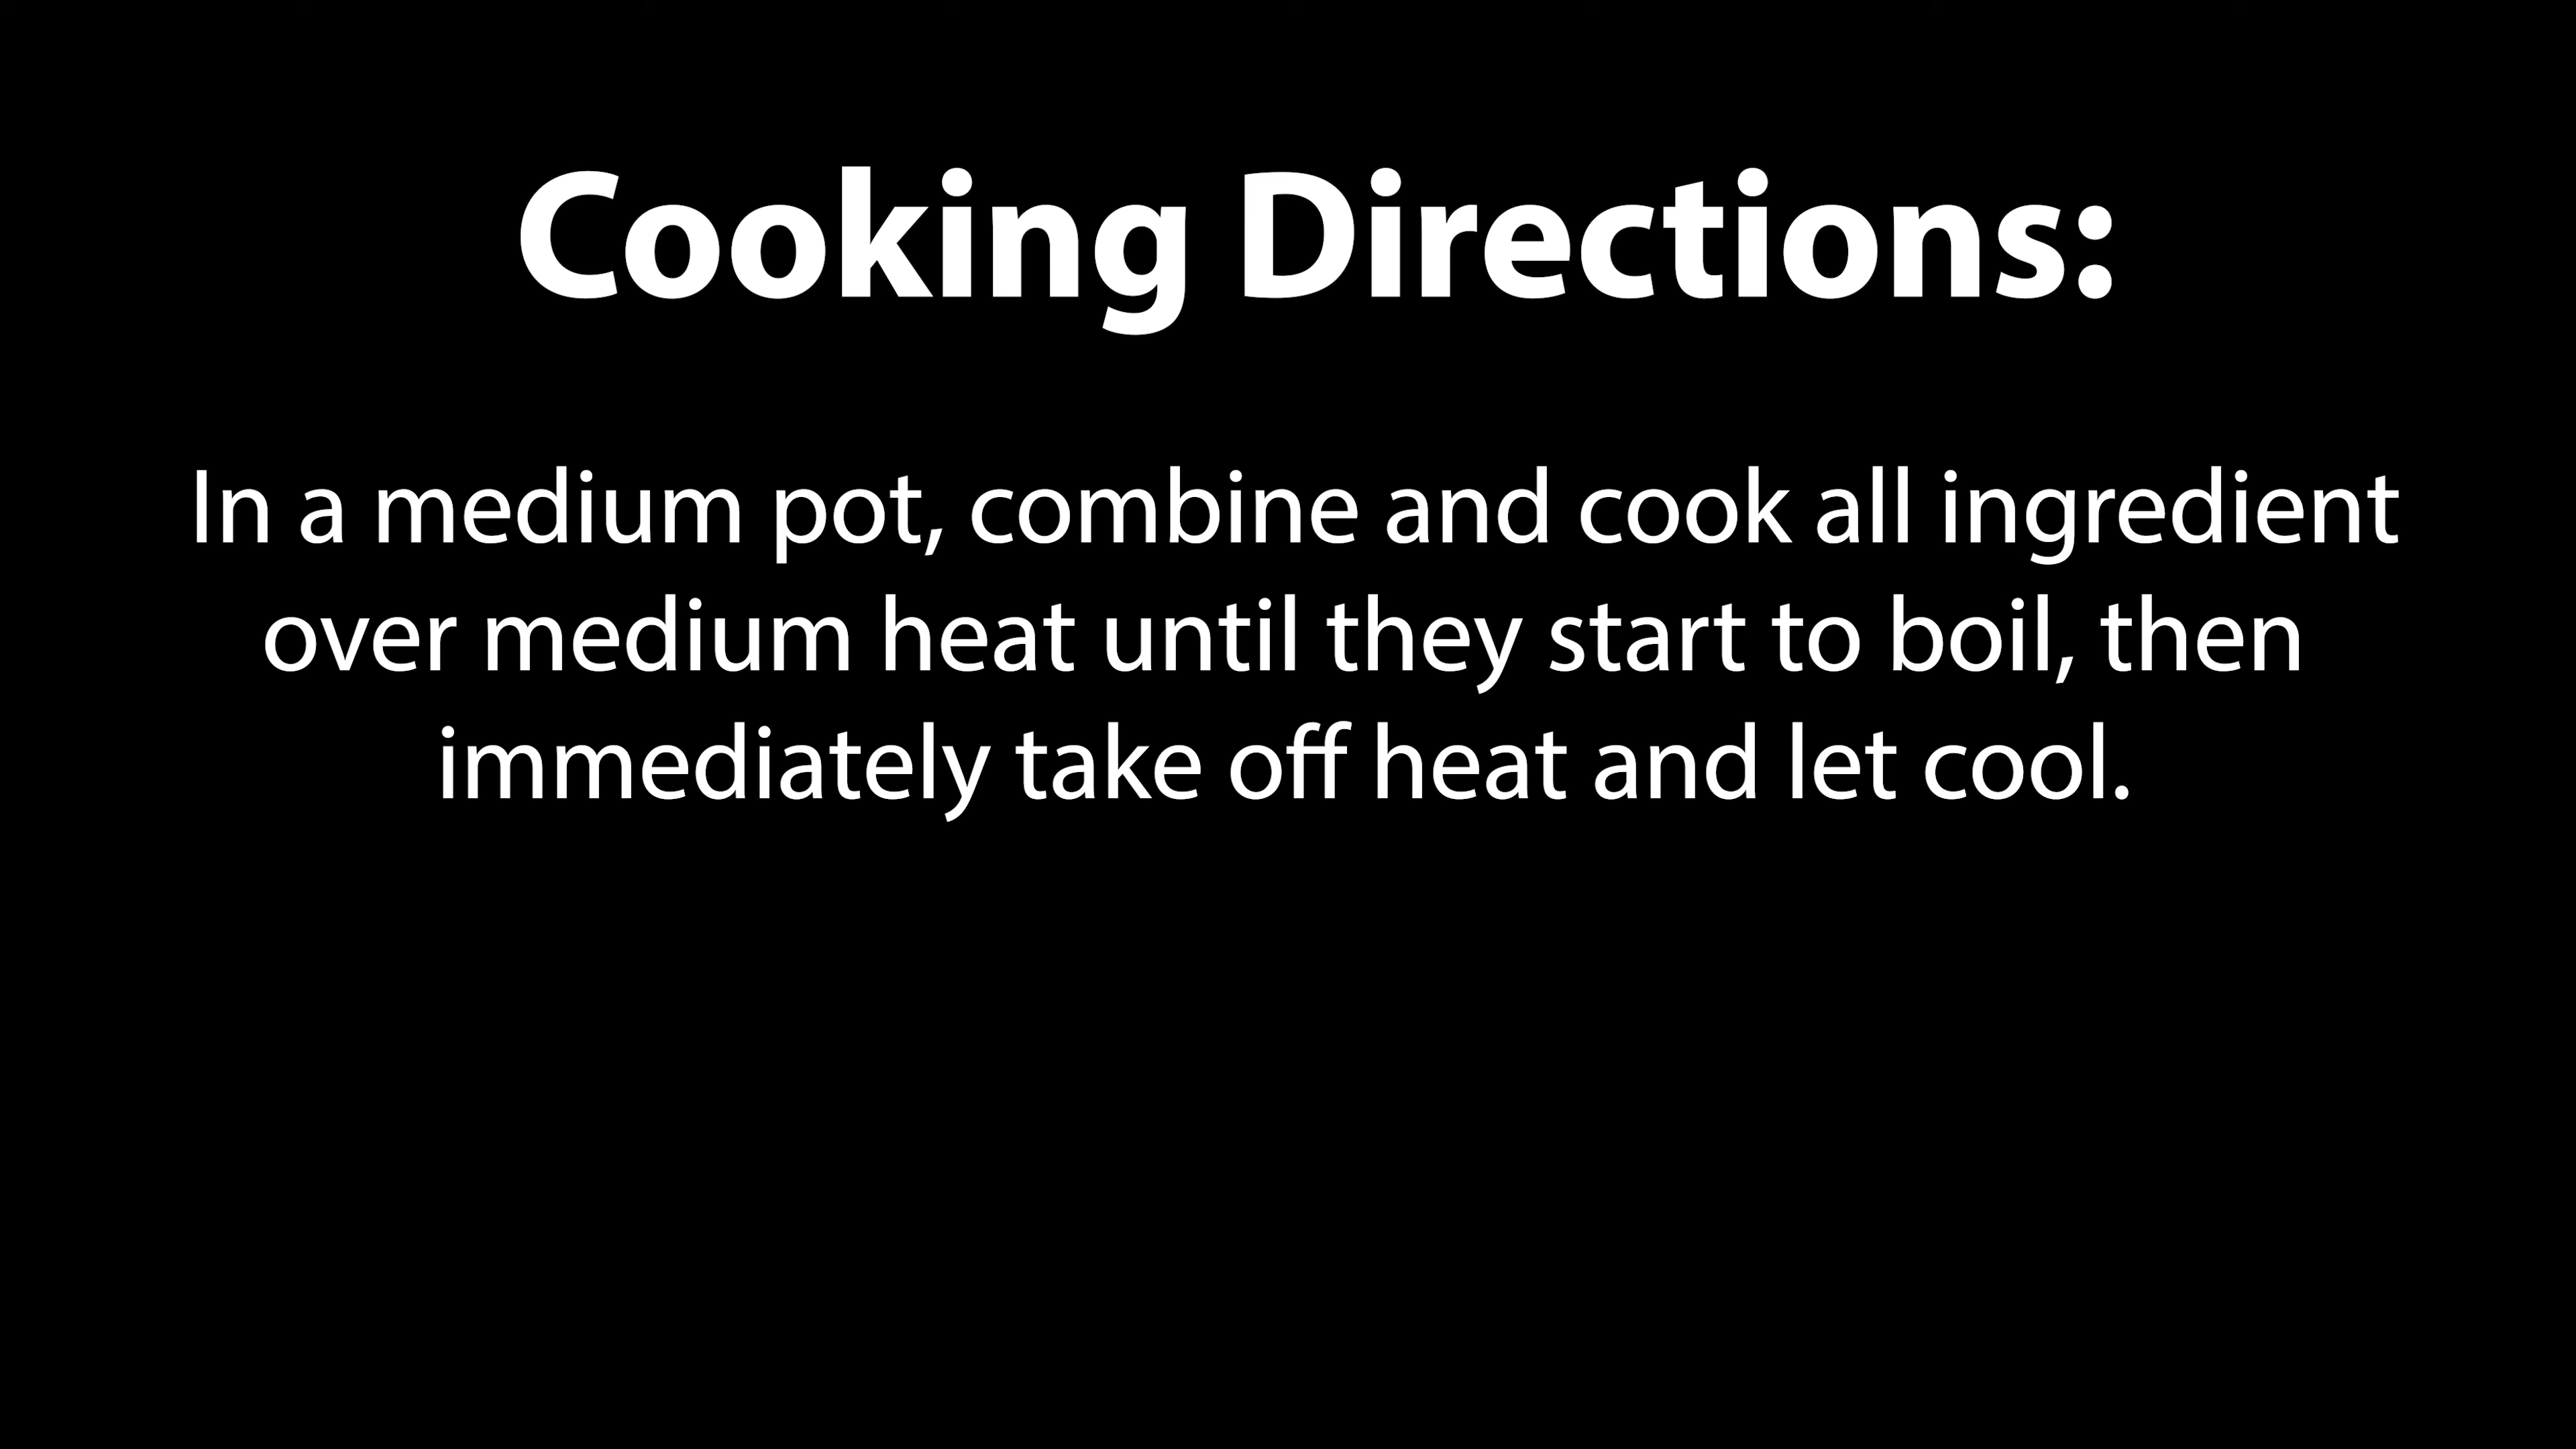 Cooking Directions:
In a medium pot, combine and cook all ingredient
over medium heat until they start to boil, then
immediately take off heat and let cool.